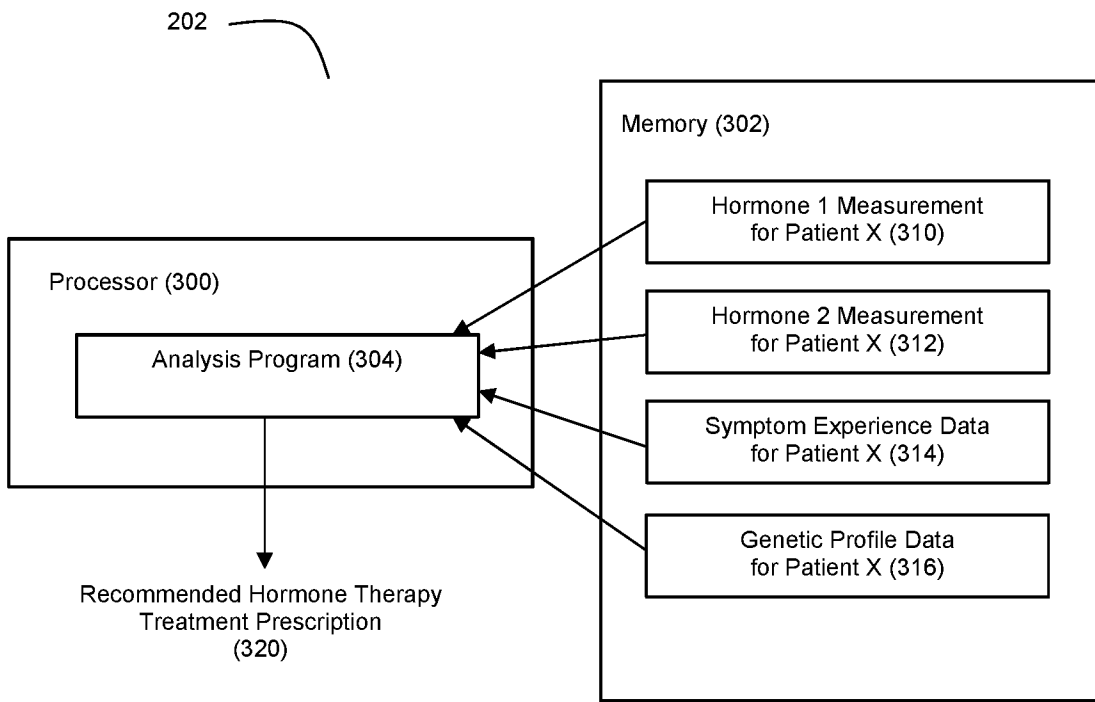 202
Memory (302)
Hormone 1 Measurement
for Patient X (310)
Processor (300)
Hormone 2 Measurement
for Patient X (312)
Analysis Program (304)
Symptom Experience Data
for Patient X (314)
Genetic Profile Data
for Patient X (316)
Recommended Hormone Therapy
Treatment Prescription
(320)